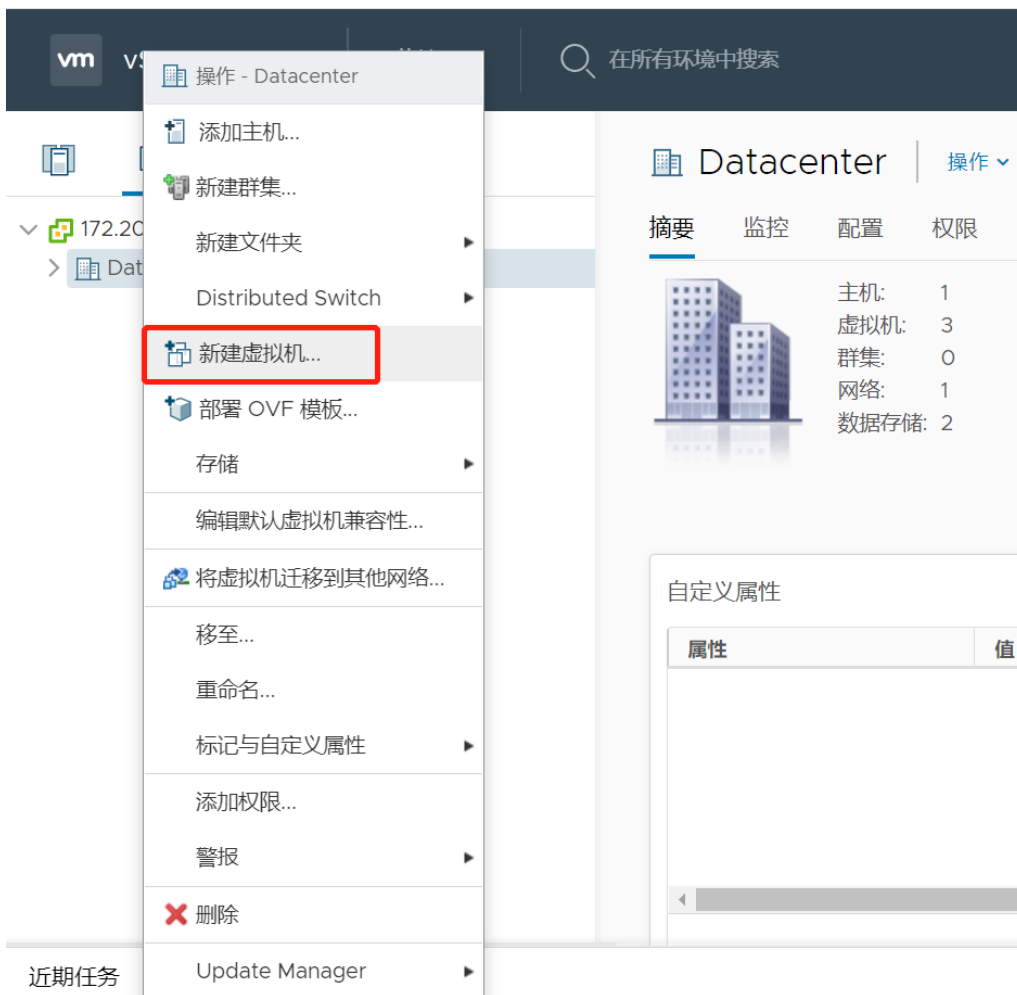 vm
在所有环境中搜索
操作 - Datacenter
添加主机...
新建群集...
新建文件夹
Distributed Switch
新建虚拟机...
部署 OVF 模板...
存储
编辑默认虚拟机兼容性...
将虚拟机迁移到其他网络...
移至...
重命名...
标记与自定义属性
添加权限...
警报
删除
Update Manager
172.20
Dat
Datacenter 操作
摘要 监控 配置 权限
主机: 1
虚拟机: 3
群集: 0
网络: 1
数据存储: 2
自定义属性
属性 值
近期任务